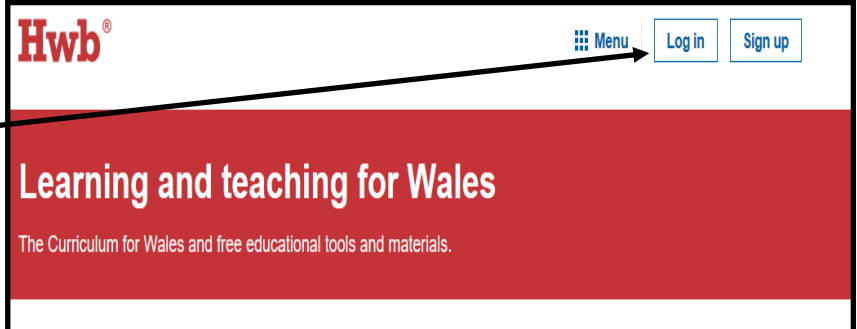 Hwb®
Menu Log in Sign up
Learning and teaching for Wales
The Curriculum for Wales and free educational tools and materials.